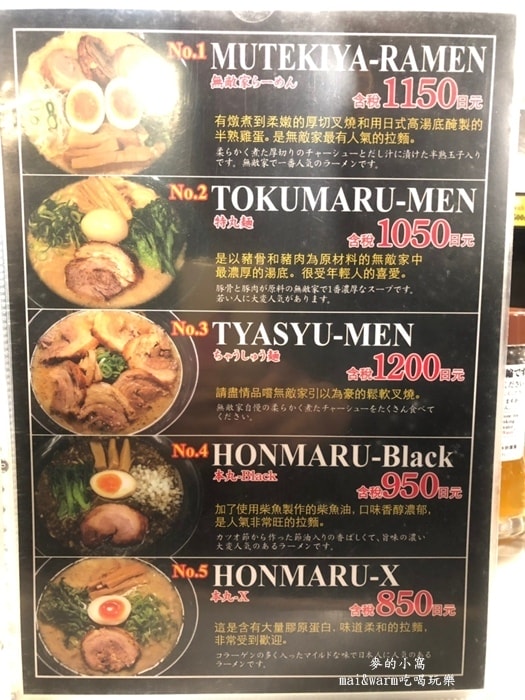 No.1 MUTEKIYA-RAMEN
無敵家らーめん
含税1150日元
有燉煮到柔嫩的厚切叉燒和用日式高湯底醃製的
半熟雞蛋。是無敵家最有人氣的拉麵。
柔らかく煮た厚切りのチャーシューとだし汁に漬けた半熟玉子入り
です。無敵家で一番人気のラーメンです。
No.2 TOKUMARU-MEN
特丸麺
含税1050日元
是以豬骨和豬肉為原材料的無敵家中
最濃厚的湯底。很受年輕人的喜愛。
豚骨と豚肉が原料の無敵家で1番濃厚なスープです。
若い人に大変人気があります。
No.3 TYASYU-MEN
ちゃうしゅう麺
含税1200日元
請盡情品嚐無敵家引以為豪的鬆軟叉燒。
無敵家自慢の柔らかく煮たチャーシューをたくさん食べて
ください。
No.4 HONMARU-Black
本丸-Black
含税950日元
加了使用柴魚製作的柴魚油，口味香醇濃郁，
是人氣非常旺的拉麵。
カツオ節から作った節油入りの香ばしくて、旨味の濃い
大変人気のあるラーメンです。
No.5 HONMARU-X
本丸-X
含税850日元
這是含有大量膠原蛋白，味道柔和的拉麵，
非常受到歡迎。
コラーゲンの多く入ったマイルドな味で日本人に人気のある
ラーメンです。
麥的小窩
mai&warm吃喝玩樂